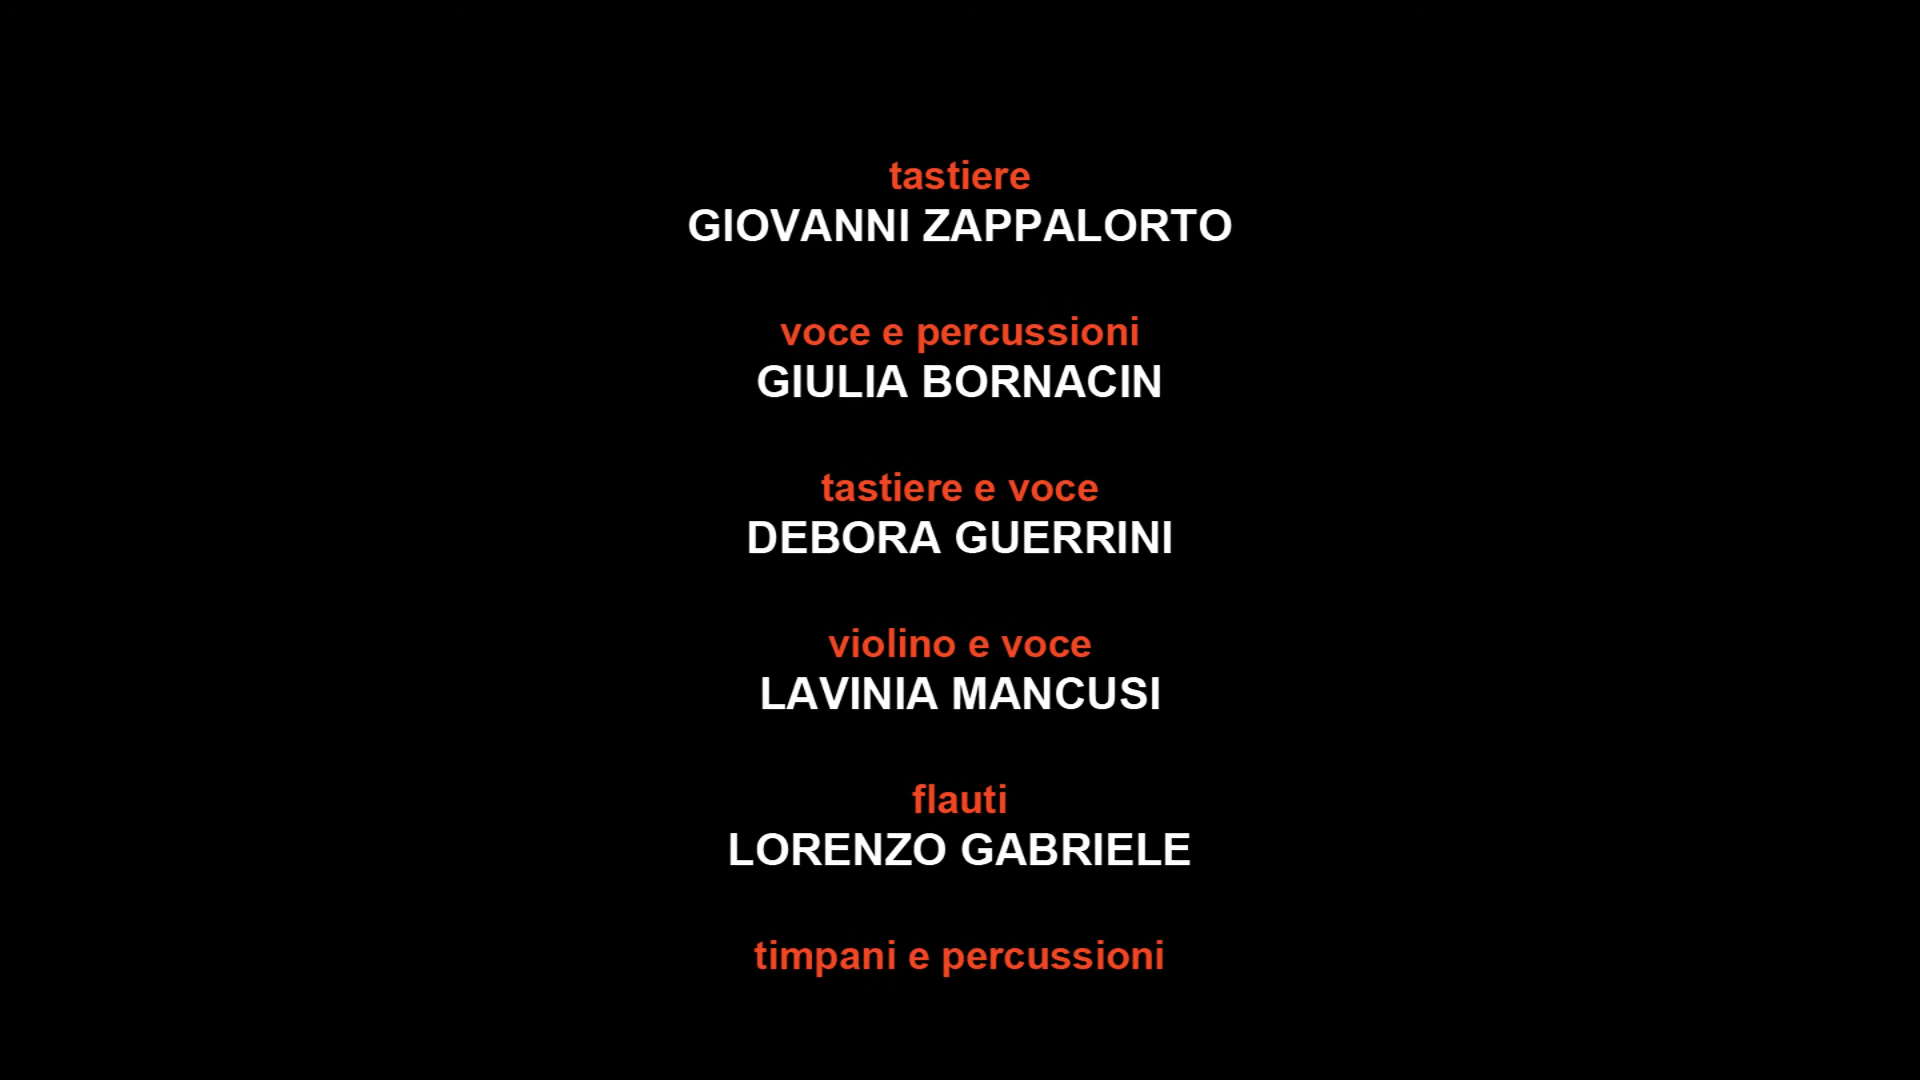 tastiere
GIOVANNI ZAPPALORTO
voce e percussioni
GIULIA BORNACIN
tastiere e voce
DEBORA GUERRINI
violino e voce
LAVINIA MANCUSI
flauti
LORENZO GABRIELE
timpani e percussioni